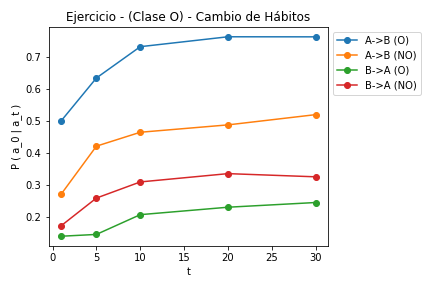 Ejercicio - (Clase O) - Cambio de Hábitos
A->B (O)
A->B (NO)
B->A (O)
B->A (NO)
P ( a_0 | a_t )
0.7
0.6
0.5
0.4
0.3
0.2
0 5 10 15 20 25 30
t